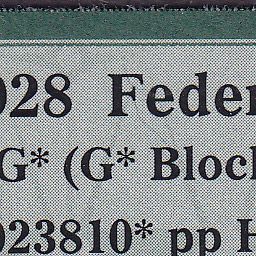 028 Feder
G* (G* Block
023810* pp H